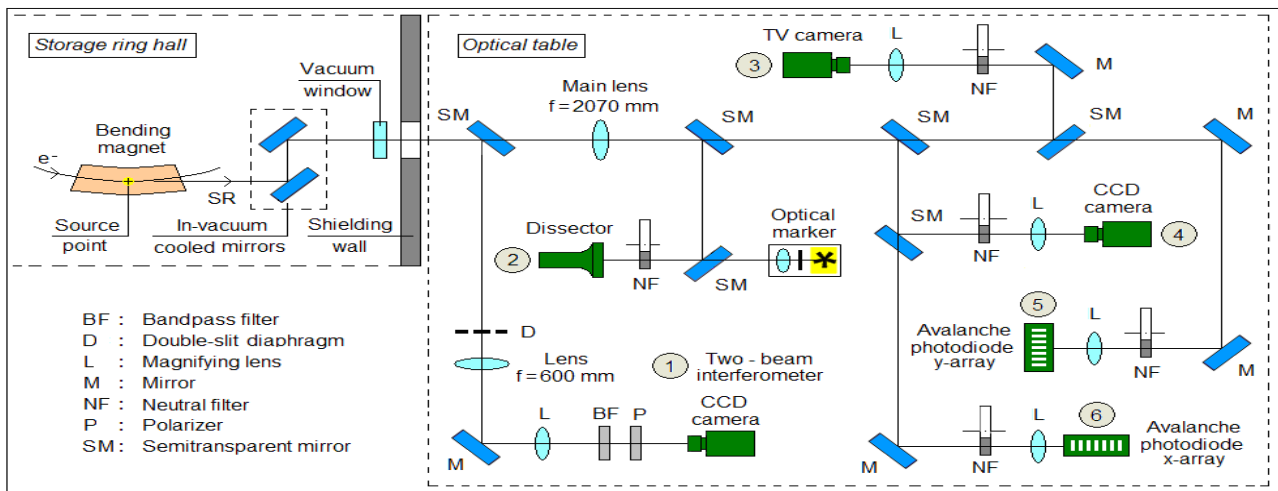 Storage ring hall
Optical table
Vacuum
window
Bending
magnet
e-
SR
Source
point
In-vacuum
cooled mirrors
Shielding
wall
SM
Main lens
f = 2070 mm
SM
SM
SM
M
TV camera
3
L
NF
M
Dissector
2
NF
SM
Optical
marker
SM
NF
L
CCD
camera
4
5
Avalanche
photodiode
y-array
L
NF
M
D
Lens
f = 600 mm
1
Two - beam
interferometer
M
L
BF
P
CCD
camera
M
NF
L
6
Avalanche
photodiode
x-array
BF : Bandpass filter
D : Double-slit diaphragm
L : Magnifying lens
M : Mirror
NF : Neutral filter
P : Polarizer
SM : Semitransparent mirror